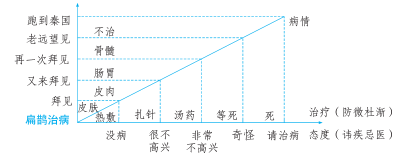 跑到秦国
病情
老远望见
不治
再一次拜见
骨髓
又来拜见
肠胃
皮肉
拜见
皮肤
热敷
扎针
汤药
等死
死
治疗（防微杜渐）
扁鹊治病
没病
很不
高兴
非常
不高兴
奇怪
请治病
态度（讳疾忌医）